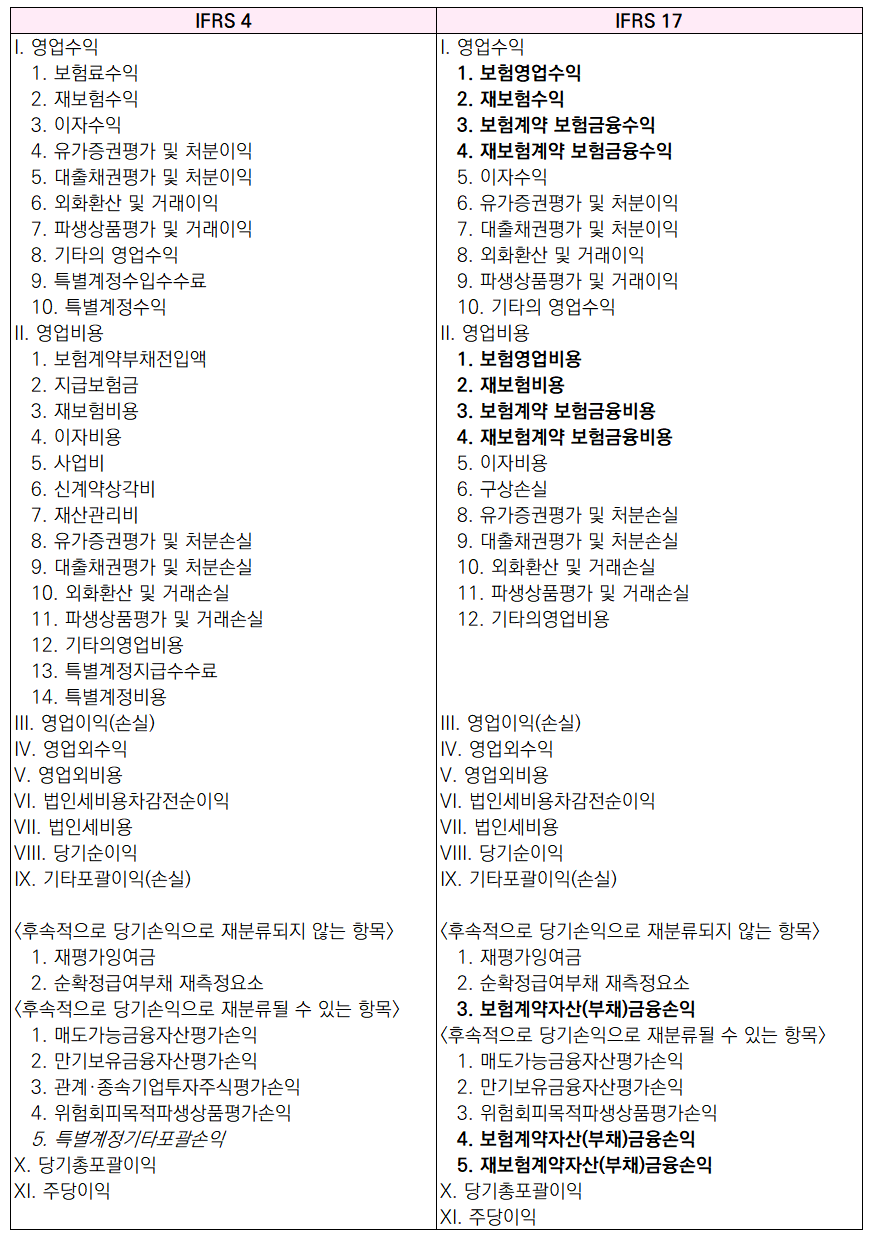 IFRS 4
I. 영업수익
1. 보험료수익
2. 재보험수익
3. 이자수익
4. 유가증권평가 및 처분이익
5. 대출채권평가 및 처분이익
6. 외화환산 및 거래이익
7. 파생상품평가 및 거래이익
8. 기타의 영업수익
9. 특별계정수입수수료
10. 특별계정수익
II. 영업비용
1. 보험계약부채전입액
2. 지급보험금
3. 재보험비용
4. 이자비용
5. 사업비
6. 신계약상각비
7. 재산관리비
8. 유가증권평가 및 처분손실
9. 대출채권평가 및 처분손실
10. 외화환산 및 거래손실
11. 파생상품평가 및 거래손실
12. 기타의영업비용
13. 특별계정지급수수료
14. 특별계정비용
III. 영업이익(손실)
IV. 영업외수익
V. 영업외비용
VI. 법인세비용차감전순이익
VII. 법인세비용
VIII. 당기순이익
IX. 기타포괄이익(손실)
〈후속적으로 당기손익으로 재분류되지 않는 항목〉
1. 재평가잉여금
2. 순확정급여부채 재측정요소
〈후속적으로 당기손익으로 재분류될 수 있는 항목〉
1. 매도가능금융자산평가손익
2. 만기보유금융자산평가손익
3. 관계·종속기업투자주식평가손익
4. 위험회피목적파생상품평가손익
5. 특별계정기타포괄손익
X. 당기총포괄이익
XI. 주당이익
IFRS 17
I. 영업수익
1. 보험영업수익
2. 재보험수익
3. 보험계약 보험금융수익
4. 재보험계약 보험금융수익
5. 이자수익
6. 유가증권평가 및 처분이익
7. 대출채권평가 및 처분이익
8. 외화환산 및 거래이익
9. 파생상품평가 및 거래이익
10. 기타의 영업수익
II. 영업비용
1. 보험영업비용
2. 재보험비용
3. 보험계약 보험금융비용
4. 재보험계약 보험금융비용
5. 이자비용
6. 구상손실
8. 유가증권평가 및 처분손실
9. 대출채권평가 및 처분손실
10. 외화환산 및 거래손실
11. 파생상품평가 및 거래손실
12. 기타의영업비용
III. 영업이익(손실)
IV. 영업외수익
V. 영업외비용
VI. 법인세비용차감전순이익
VII. 법인세비용
VIII. 당기순이익
IX. 기타포괄이익(손실)
〈후속적으로 당기손익으로 재분류되지 않는 항목〉
1. 재평가잉여금
2. 순확정급여부채 재측정요소
3. 보험계약자산(부채)금융손익
〈후속적으로 당기손익으로 재분류될 수 있는 항목〉
1. 매도가능금융자산평가손익
2. 만기보유금융자산평가손익
3. 위험회피목적파생상품평가손익
4. 보험계약자산(부채)금융손익
5. 재보험계약자산(부채)금융손익
X. 당기총포괄이익
XI. 주당이익